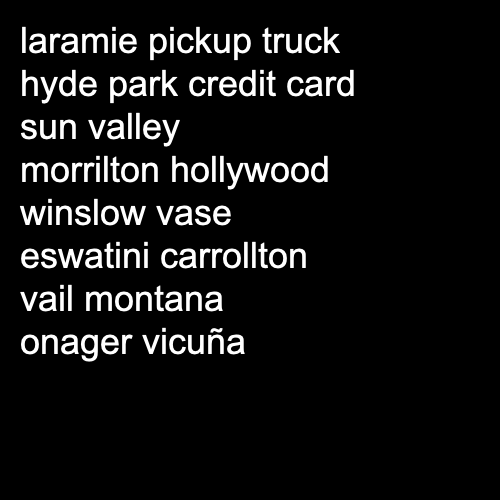 laramie pickup truck
hyde park credit card
sun valley
morrilton hollywood
winslow vase
eswatini carrollton
vail montana
onager vicuña